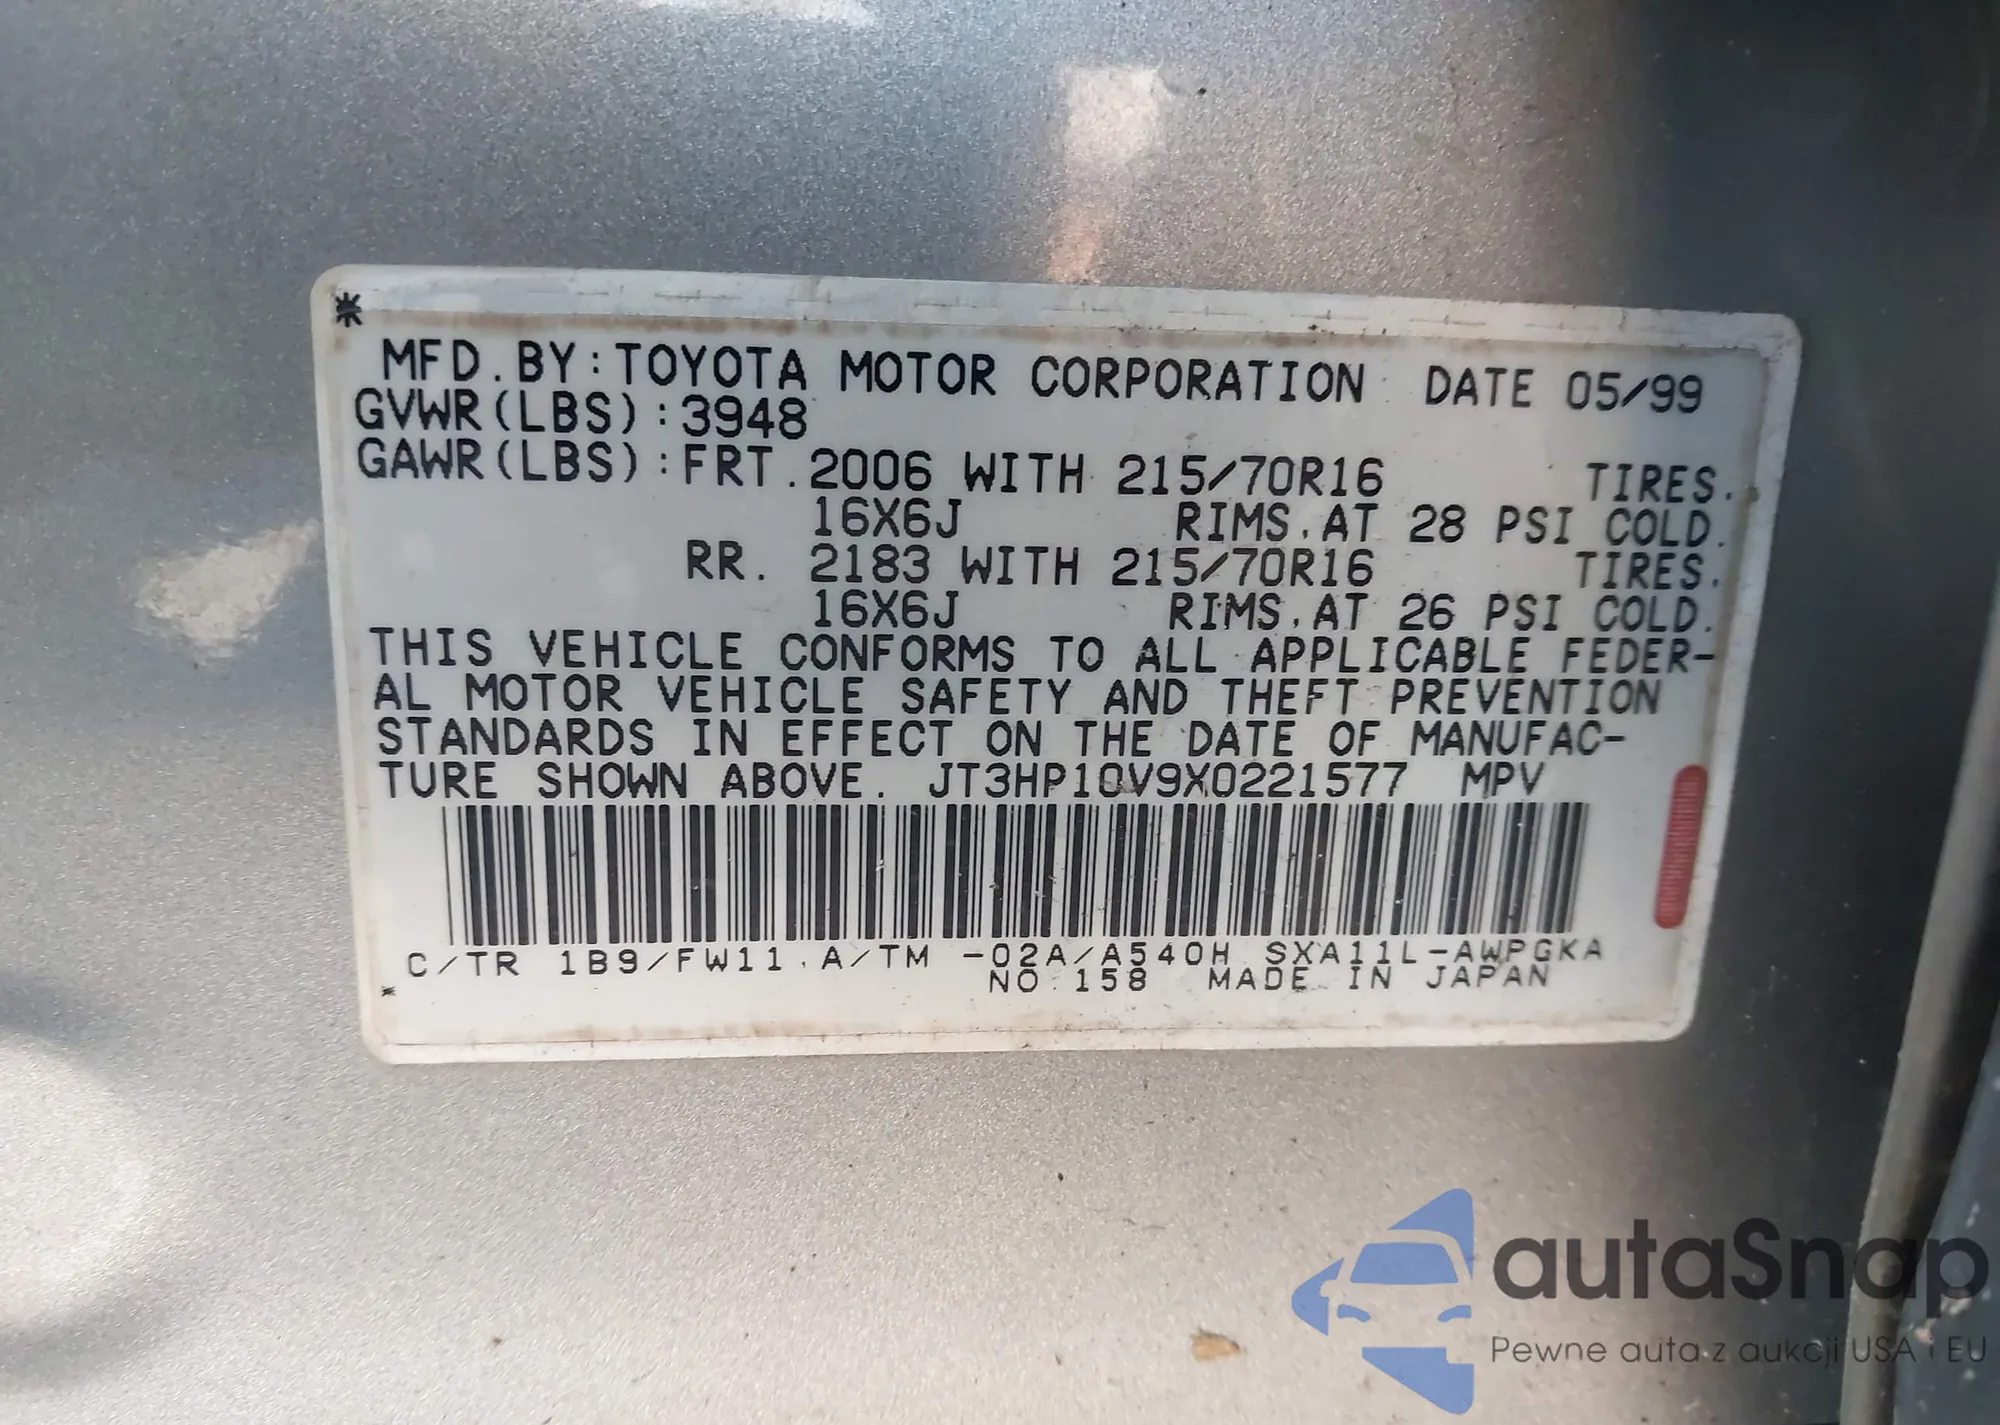 *
MFD.BY:TOYOTA MOTOR CORPORATION DATE 05/99
GVWR(LBS):3948
GAWR(LBS):FRT.2006 WITH 215/70R16 TIRES.
16X6J RIMS.AT 28 PSI COLD.
RR. 2183 WITH 215/70R16 TIRES.
16X6J RIMS.AT 26 PSI COLD.
THIS VEHICLE CONFORMS TO ALL APPLICABLE FEDER-
AL MOTOR VEHICLE SAFETY AND THEFT PREVENTION
STANDARDS IN EFFECT ON THE DATE OF MANUFAC-
TURE SHOWN ABOVE. JT3HP10V9X0221577 MPV
C/TR 1B9/FW11 A/TM -02A/A540H SXA11L-AWPGKA
* NO.158 MADE IN JAPAN
autaSnap
Pewne auta z aukcji USA i EU